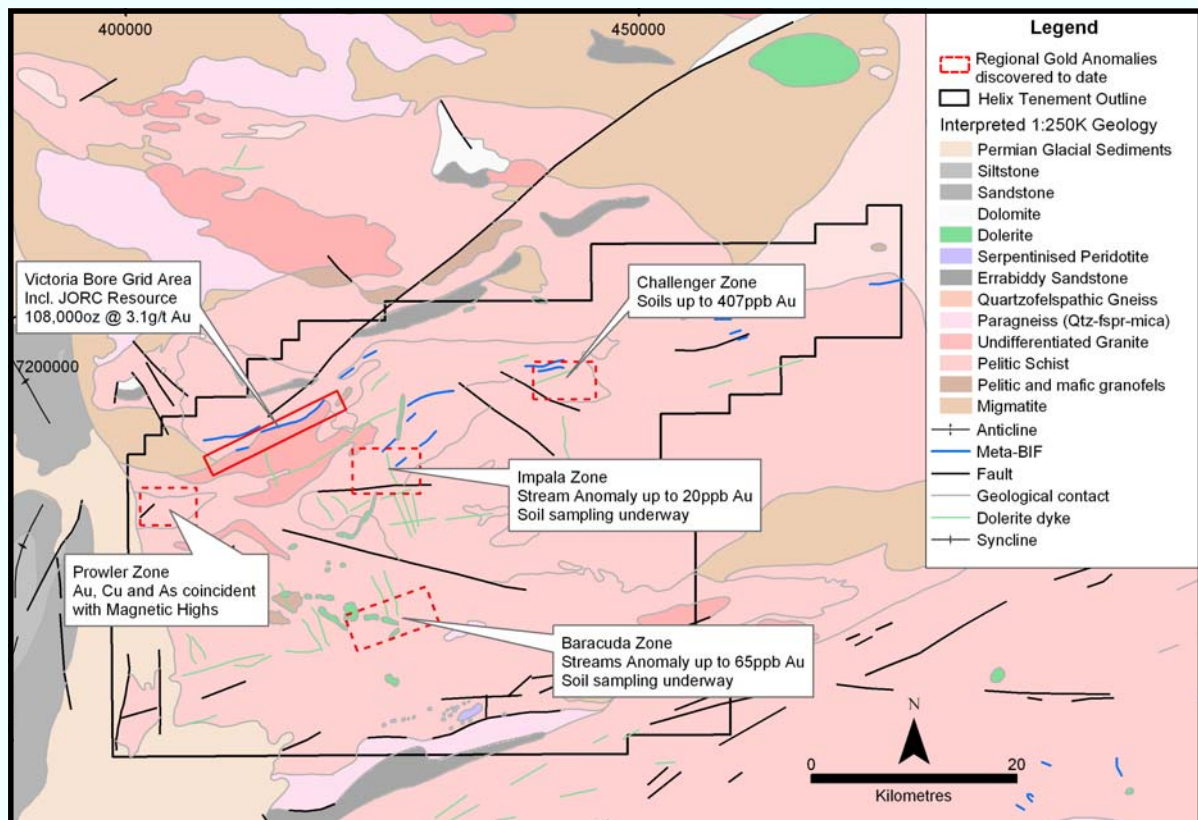 400000
450000
7200000
Victoria Bore Grid Area
Incl. JORC Resource
108,000oz @ 3.1g/t Au
Challenger Zone
Soils up to 407ppb Au
Impala Zone
Stream Anomaly up to 20ppb Au
Soil sampling underway
Prowler Zone
Au, Cu and As coincident
with Magnetic Highs
Baracuda Zone
Streams Anomaly up to 65ppb Au
Soil sampling underway
Legend
Regional Gold Anomalies
discovered to date
Helix Tenement Outline
Interpreted 1:250K Geology
Permian Glacial Sediments
Siltstone
Sandstone
Dolomite
Dolerite
Serpentinised Peridotite
Errabiddy Sandstone
Quartzofelspathic Gneiss
Paragneiss (Qtz-fspr-mica)
Undifferentiated Granite
Pelitic Schist
Pelitic and mafic granofels
Migmatite
Anticline
Meta-BIF
Fault
Geological contact
Dolerite dyke
Syncline
N
0 20
Kilometres